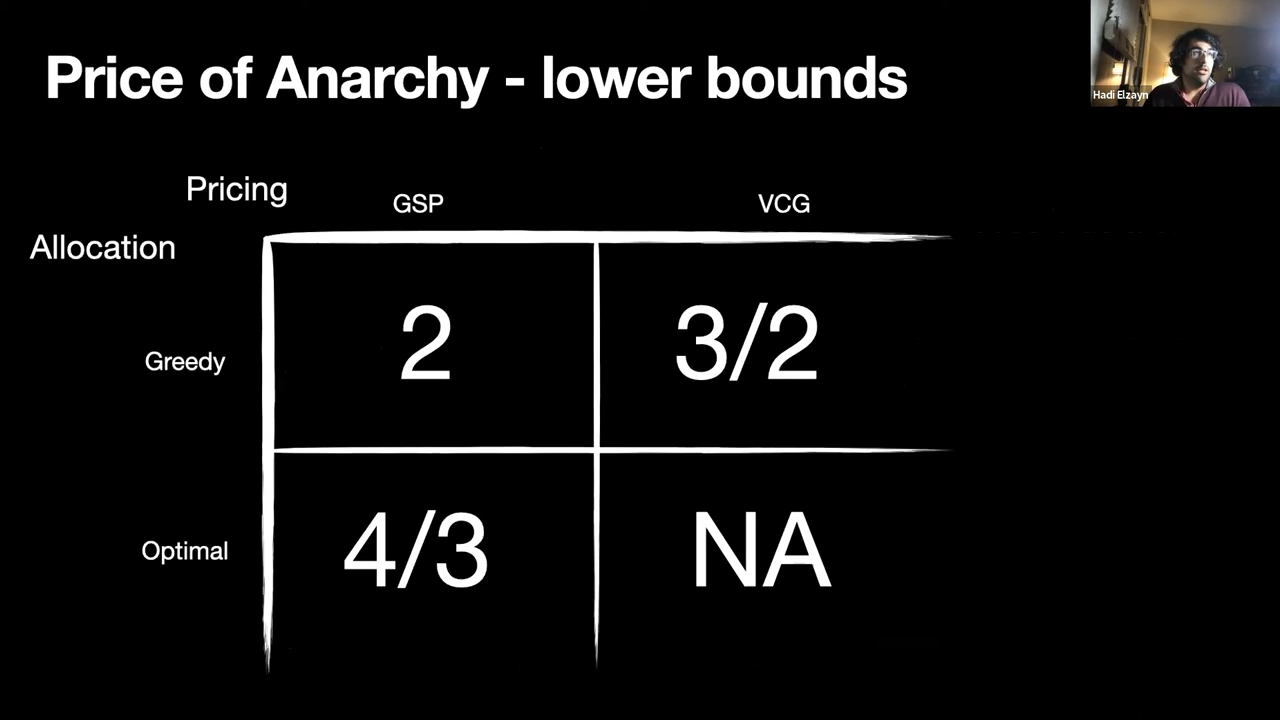 Price of Anarchy - lower bounds
Hadi Elzayn
Pricing
GSP
VCG
Allocation
Greedy
2
3/2
Optimal
4/3
NA